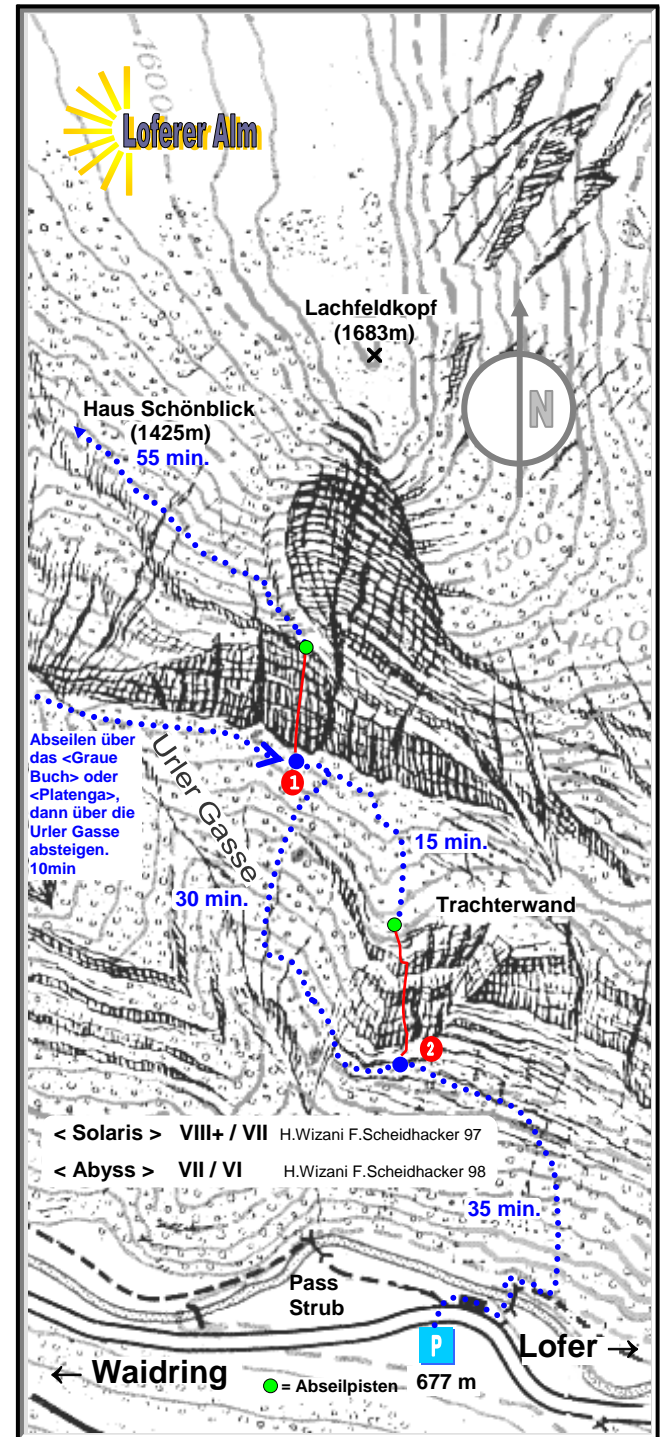 1600
Loferer Alm
Lachfeldkopf
(1683m)
Haus Schönblick
(1425m)
55 min.
N
1500
1400
Abseilen über
das <Graue
Buch> oder
<Platenga>,
dann über die
Urler Gasse
absteigen.
10min
Urler Gasse
1
15 min.
30 min.
Trachterwand
2
< Solaris > VIII+ / VII H.Wizani F.Scheidhacker 97
< Abyss > VII / VI H.Wizani F.Scheidhacker 98
35 min.
Pass
Strub
P
Lofer →
← Waidring
= Abseilpisten
677 m